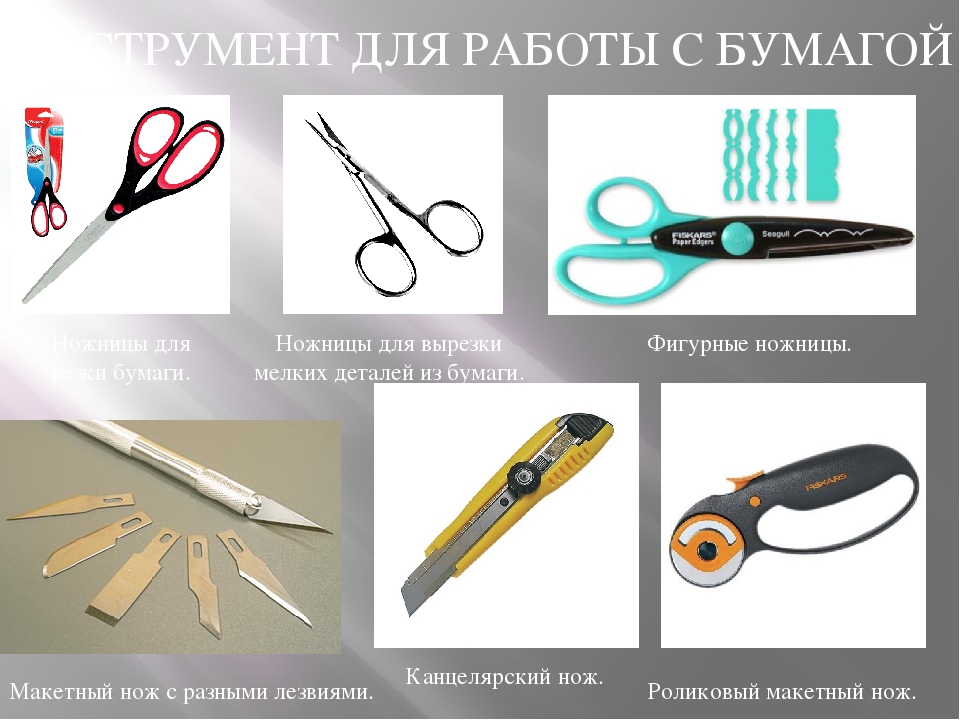 СТРУМЕНТ ДЛЯ РАБОТЫ С БУМАГОЙ
FISKARS®
Paper Edgers
Seagull
Ножницы для
резки бумаги.
Ножницы для вырезки
мелких деталей из бумаги.
Фигурные ножницы.
FISKARS
Макетный нож с разными лезвиями.
Канцелярский нож.
Роликовый макетный нож.